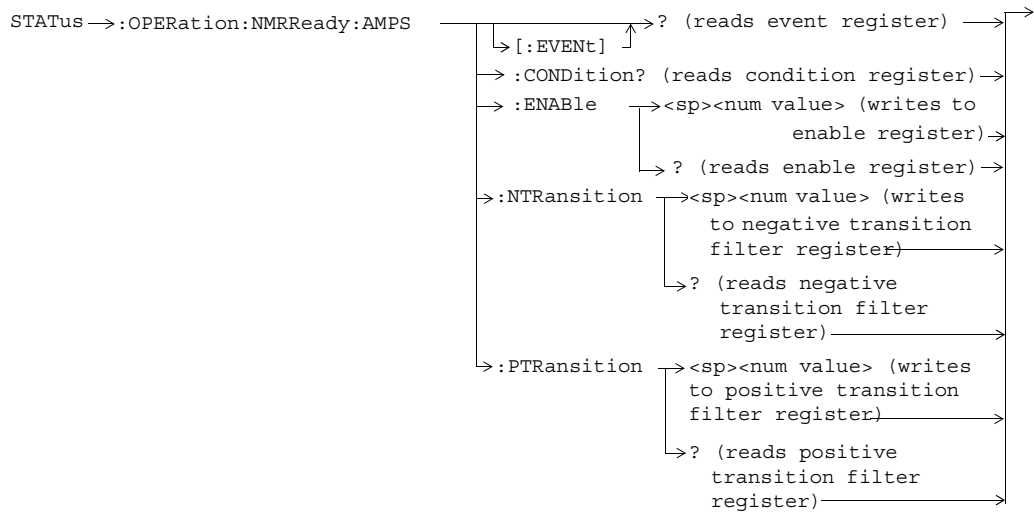 STATus :OPERation:NMRReady:AMPS ? (reads event register)
[:EVENt]
:CONDition? (reads condition register)
:ENABle <sp><num value> (writes to
enable register)
? (reads enable register)
:NTRansition <sp><num value> (writes
to negative transition
filter register)
? (reads negative
transition filter
register)
:PTRansition <sp><num value> (writes
to positive transition
filter register)
? (reads positive
transition filter
register)